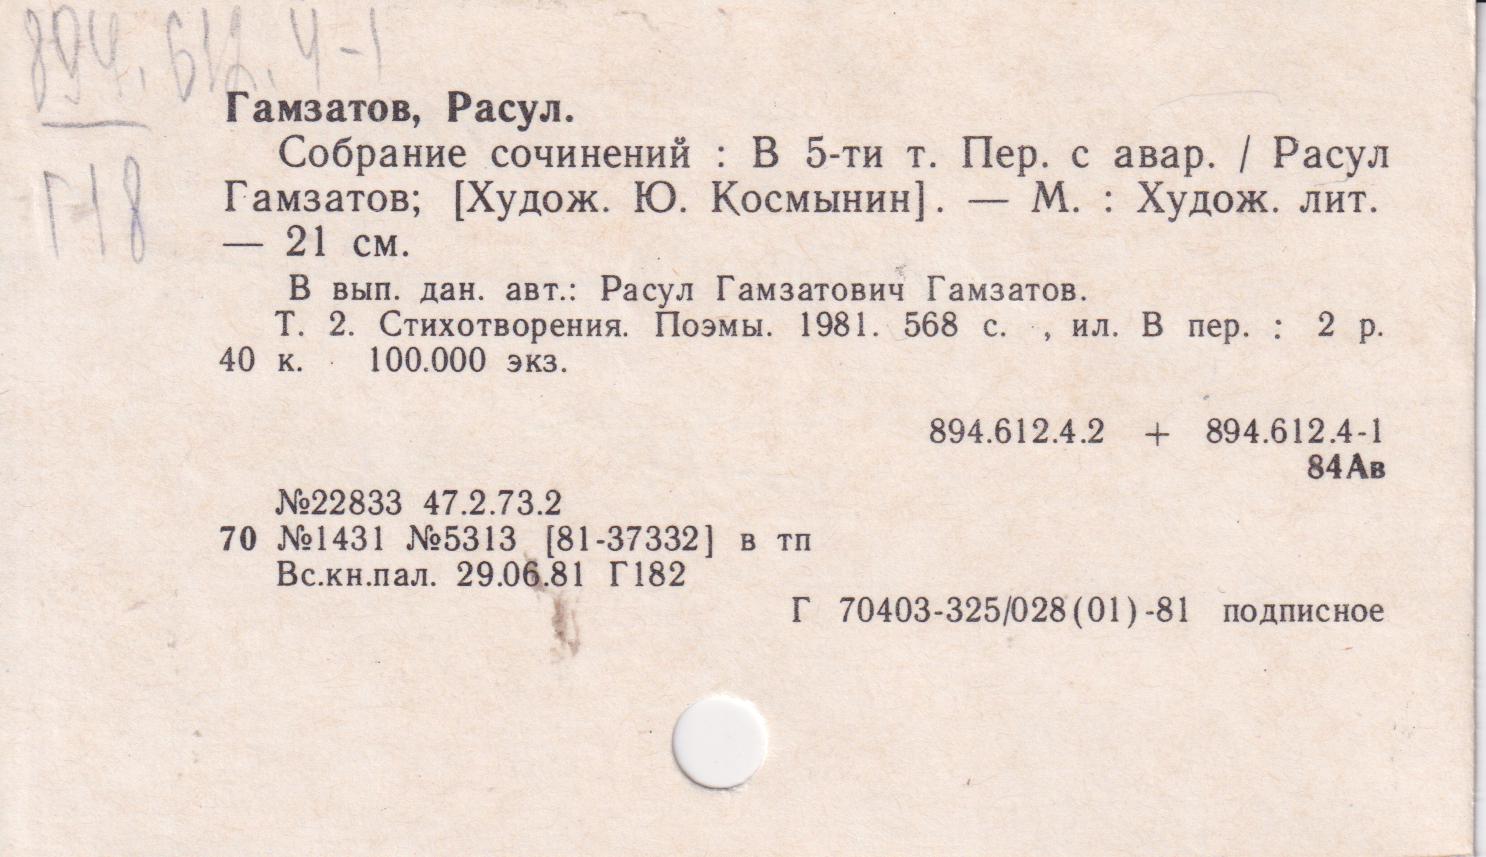 894.612.4-1
Г18
Гамзатов, Расул.
Собрание сочинений : В 5-ти т. Пер. с авар. / Расул
Гамзатов; [Худож. Ю. Космынин]. — М. : Худож. лит.
— 21 см.
В вып. дан. авт.: Расул Гамзатович Гамзатов.
Т. 2. Стихотворения. Поэмы. 1981. 568 с. , ил. В пер. : 2 р.
40 к. 100.000 экз.
894.612.4.2 + 894.612.4-1
84Ав
№22833 47.2.73.2
70 №1431 №5313 [81-37332] в тп
Вс.кн.пал. 29.06.81 Г182
Г 70403-325/028(01)-81 подписное